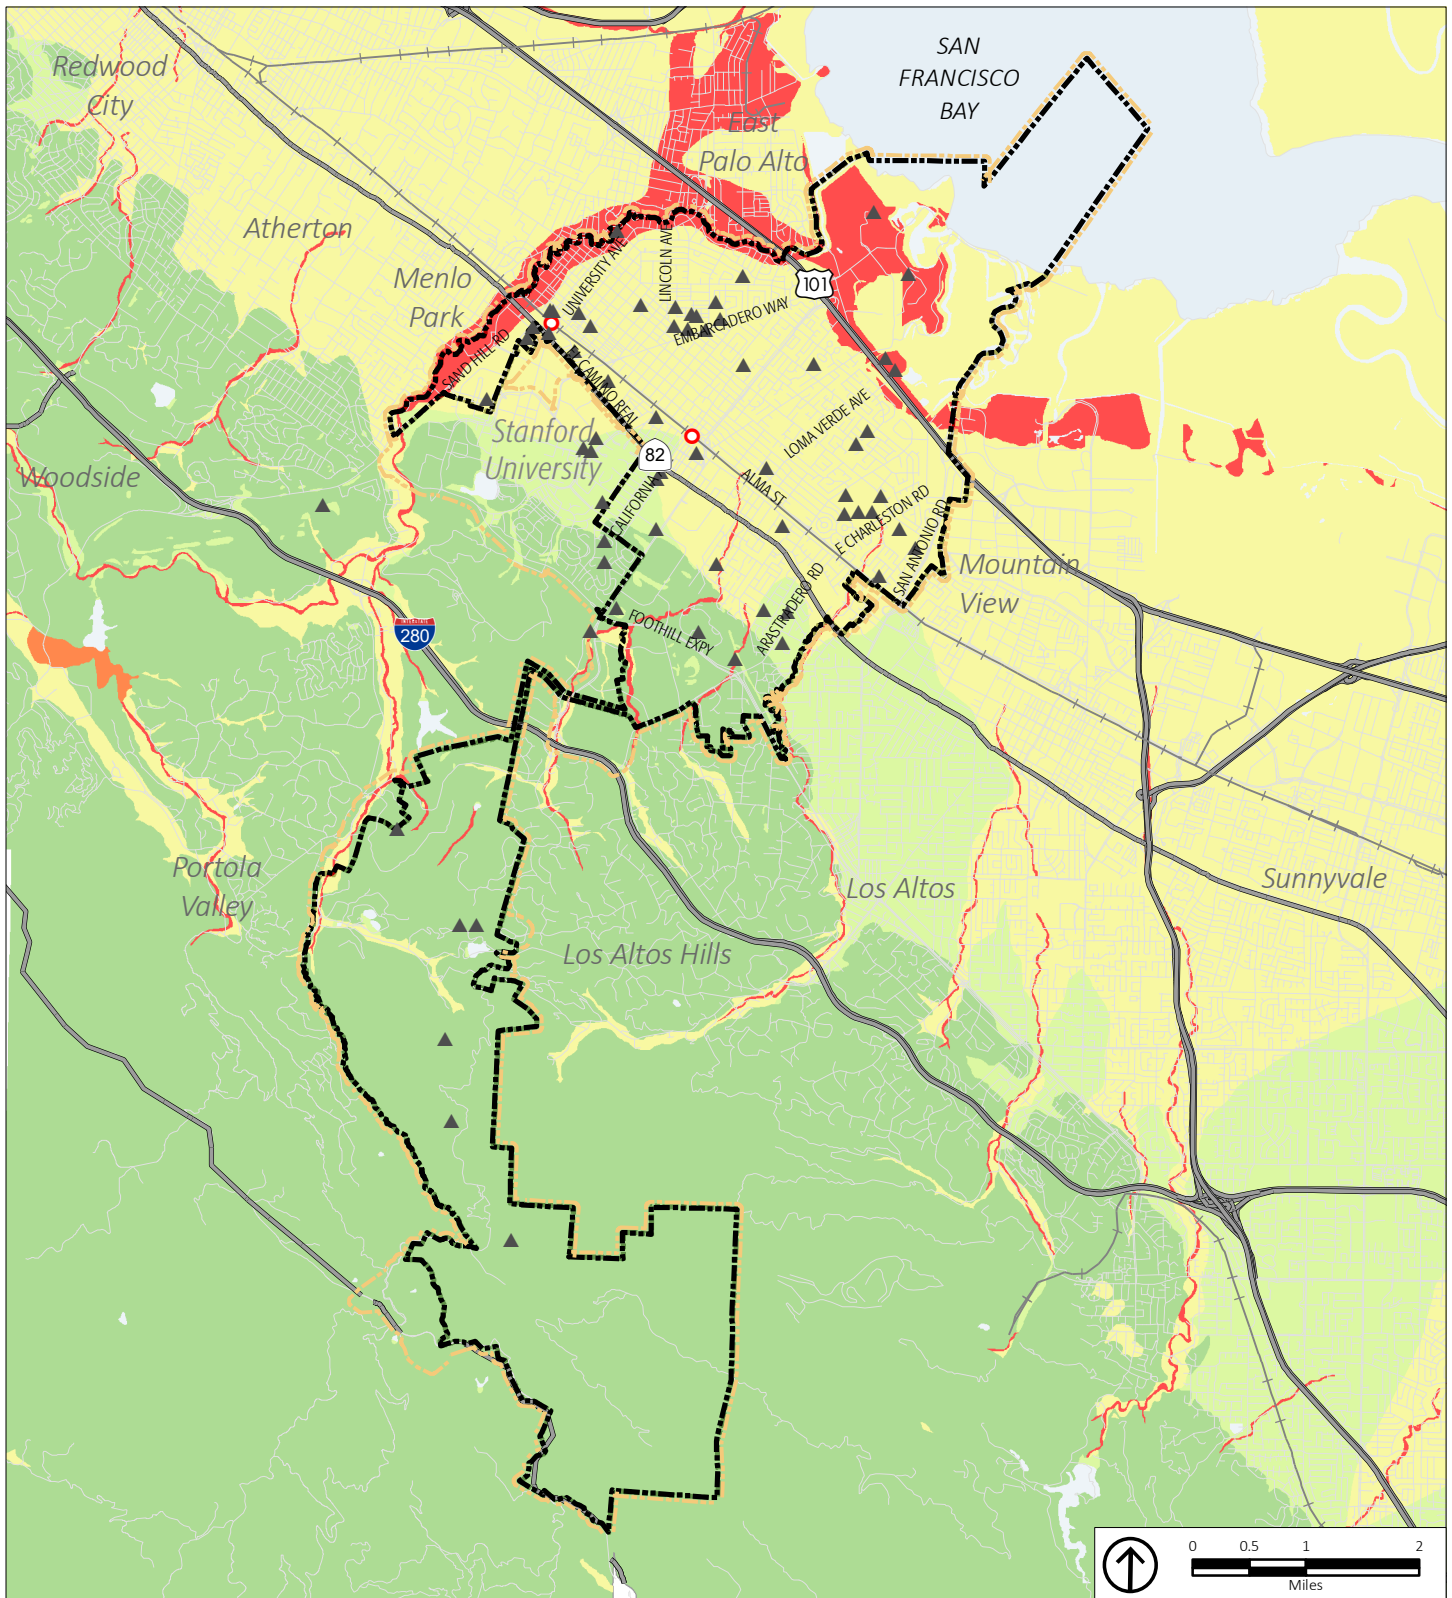 SAN
FRANCISCO
BAY
Redwood
City
East
Palo Alto
Atherton
Menlo
Park
UNIVERSITY AVE
LINCOLN AVE
101
EMBARCADERO WAY
SAND HILL RD
CAMINO REAL
Stanford
University
82
LOMA VERDE AVE
Woodside
ALMA ST
CALIFORNIA
E CHARLESTON RD
SAN ANTONIO RD
Mountain
View
INTERSTATE
280
FOOTHILL EXPY
ARASTRADERO RD
Portola
Valley
Los Altos
Sunnyvale
Los Altos Hills
0 0.5 1 2
Miles